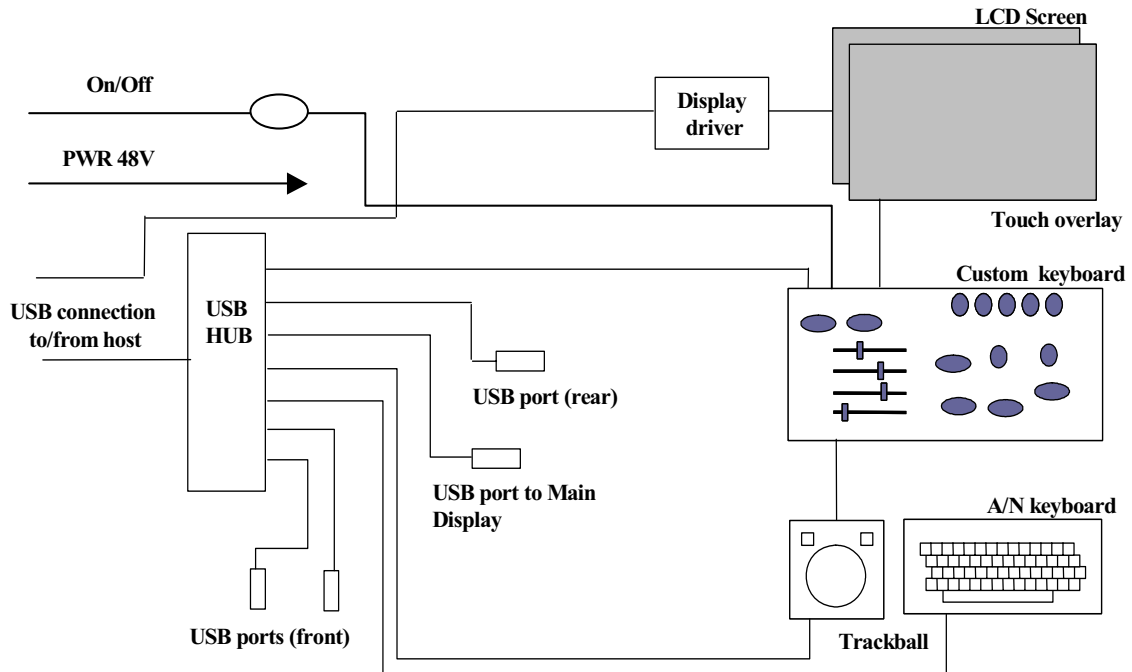 LCD Screen
On/Off
Display
driver
PWR 48V
Touch overlay
Custom keyboard
USB connection
to/from host
USB
HUB
USB port (rear)
USB port to Main
Display
A/N keyboard
USB ports (front)
Trackball